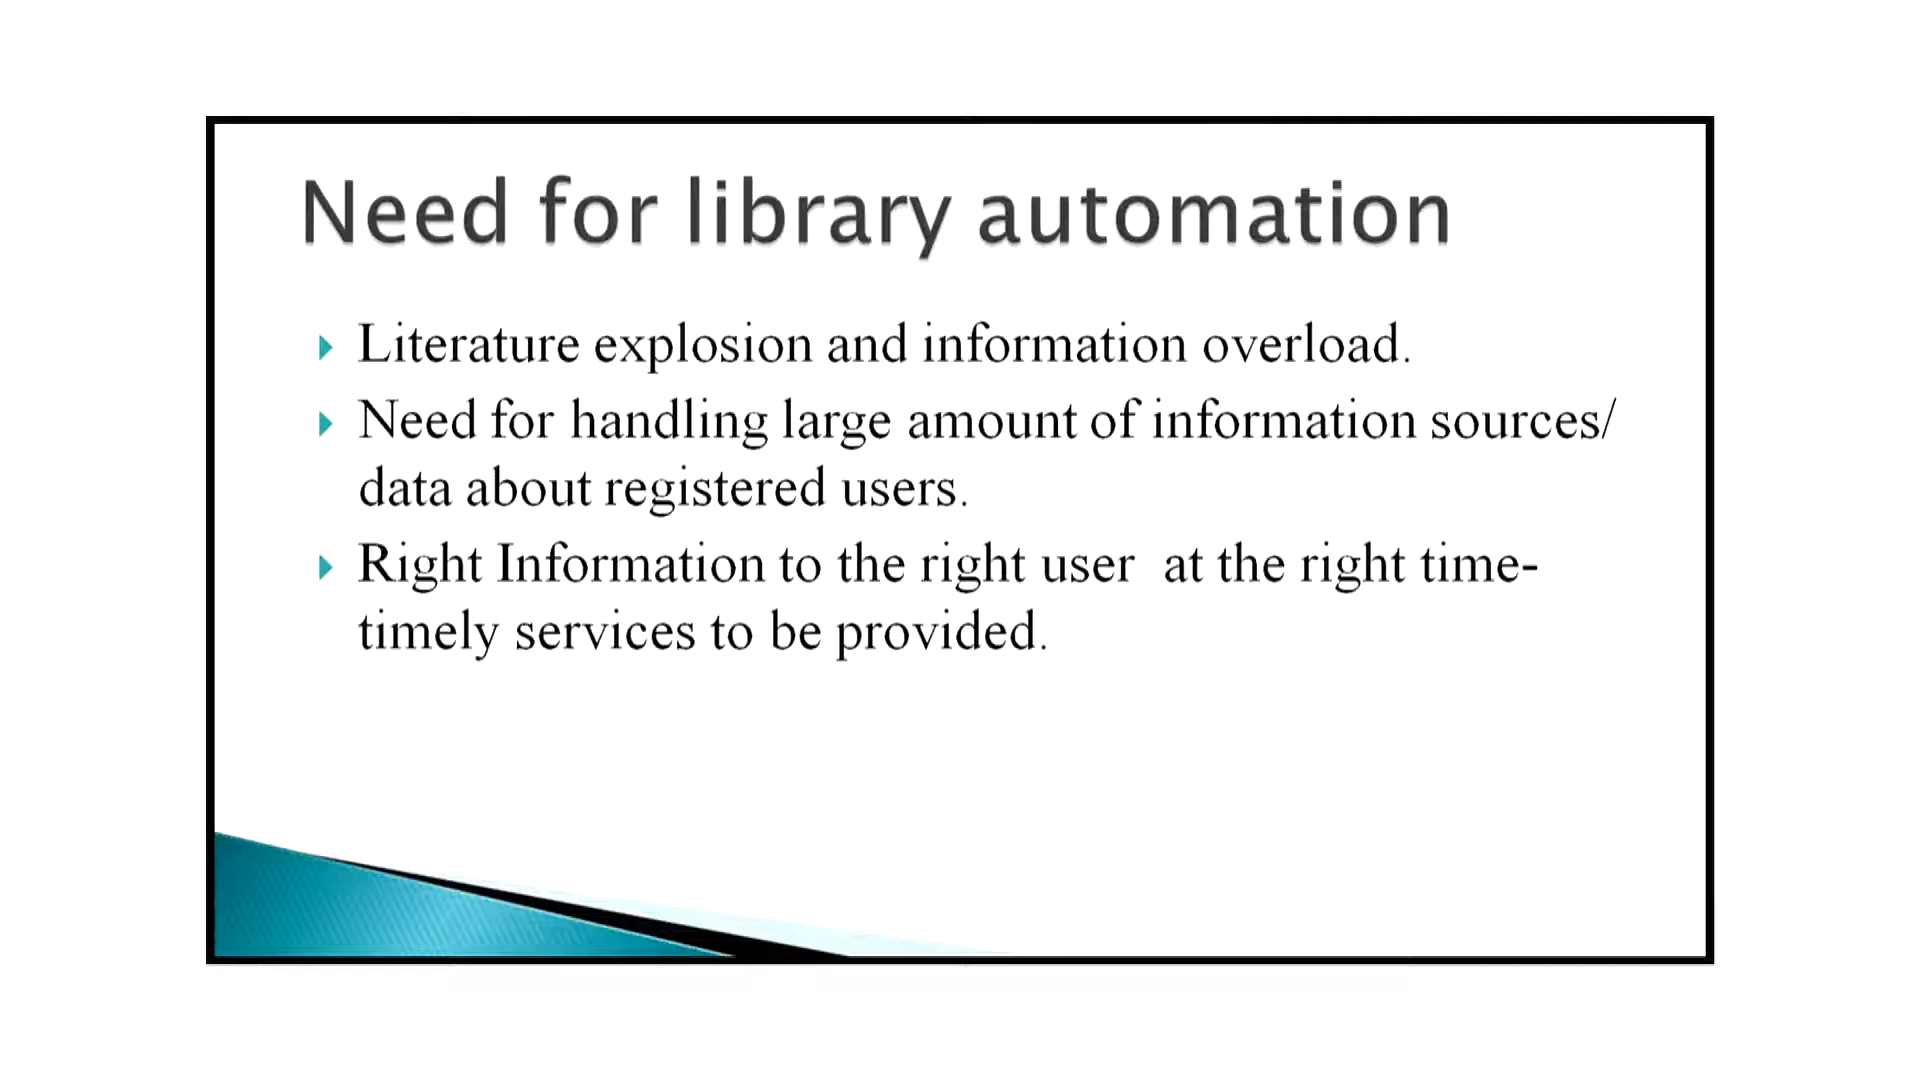 Need for library automation
Literature explosion and information overload.
Need for handling large amount of information sources/
data about registered users.
Right Information to the right user  at the right time-
timely services to be provided.